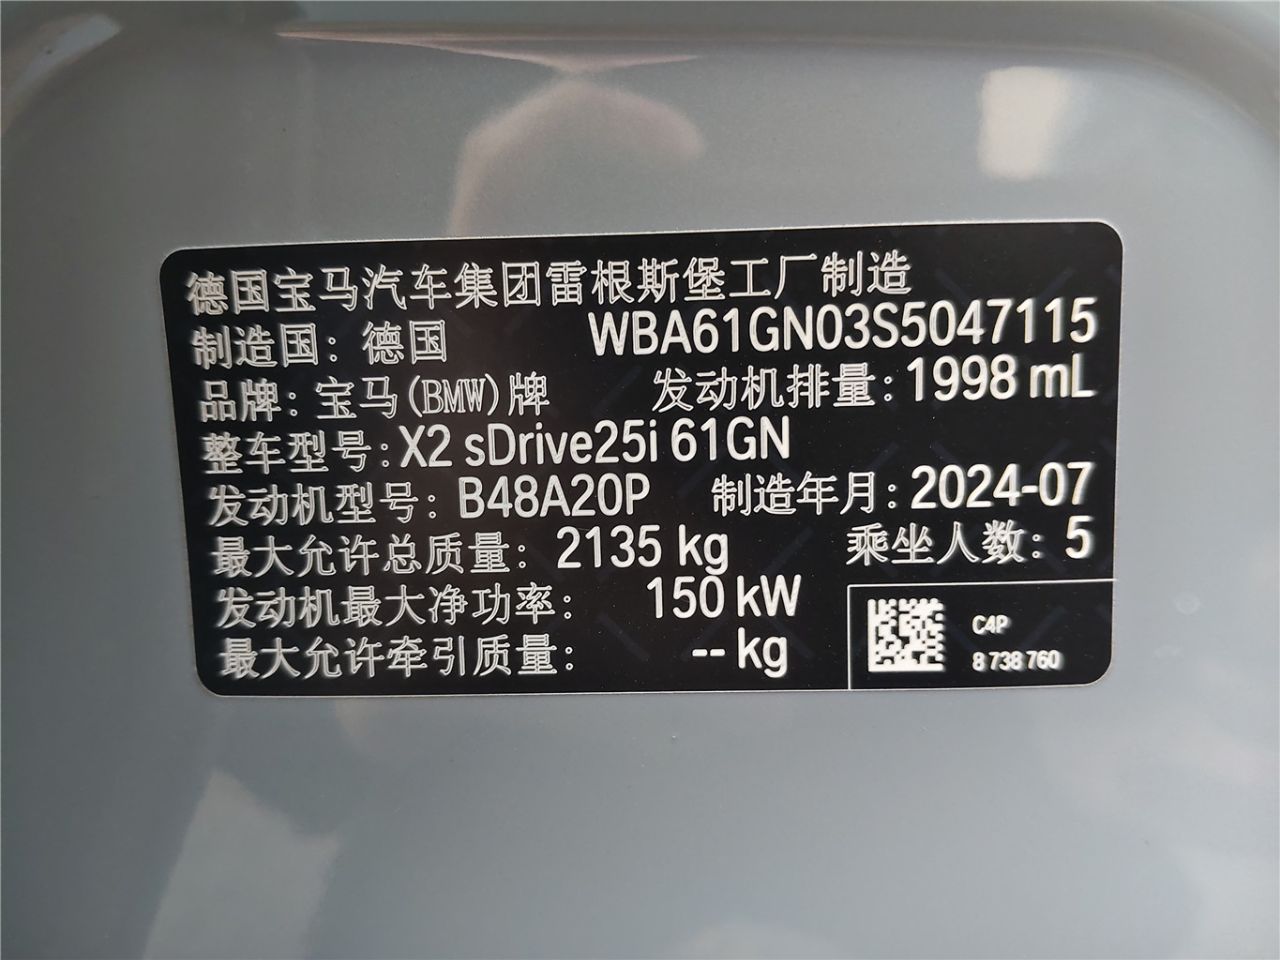 德国宝马汽车集团雷根斯堡工厂制造
制造国：德国 WBA61GN03S5047115
品牌：宝马(BMW)牌 发动机排量：1998 mL
整车型号：X2 sDrive25i 61GN
发动机型号：B48A20P 制造年月：2024-07
最大允许总质量：2135 kg 乘坐人数：5
发动机最大净功率：150 kW
最大允许牵引质量：-- kg
C4P
8 738 760